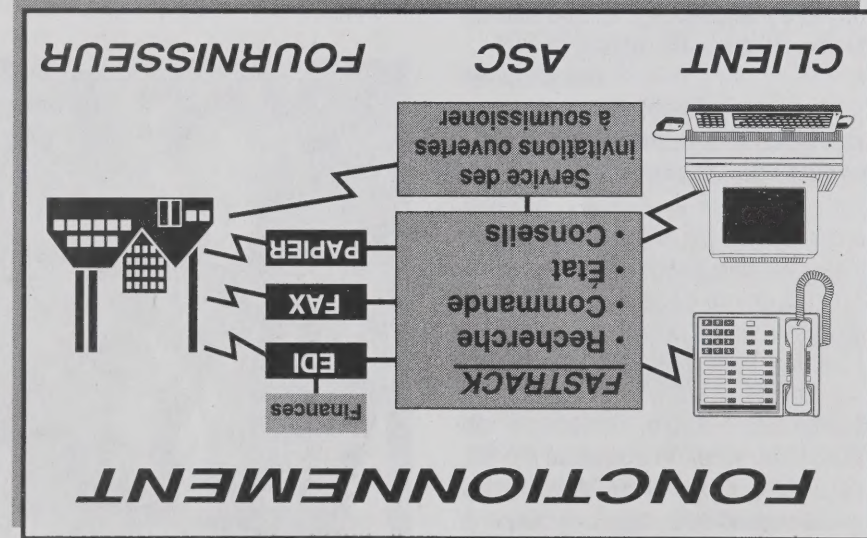 FONCTIONNEMENT
FASTRACK
• Recherche
• Commande
• État
• Conseils
Finances
EDI
FAX
PAPIER
Service des
invitations ouvertes
à soumissioner
CLIENT
ASC
FOURNISSEUR